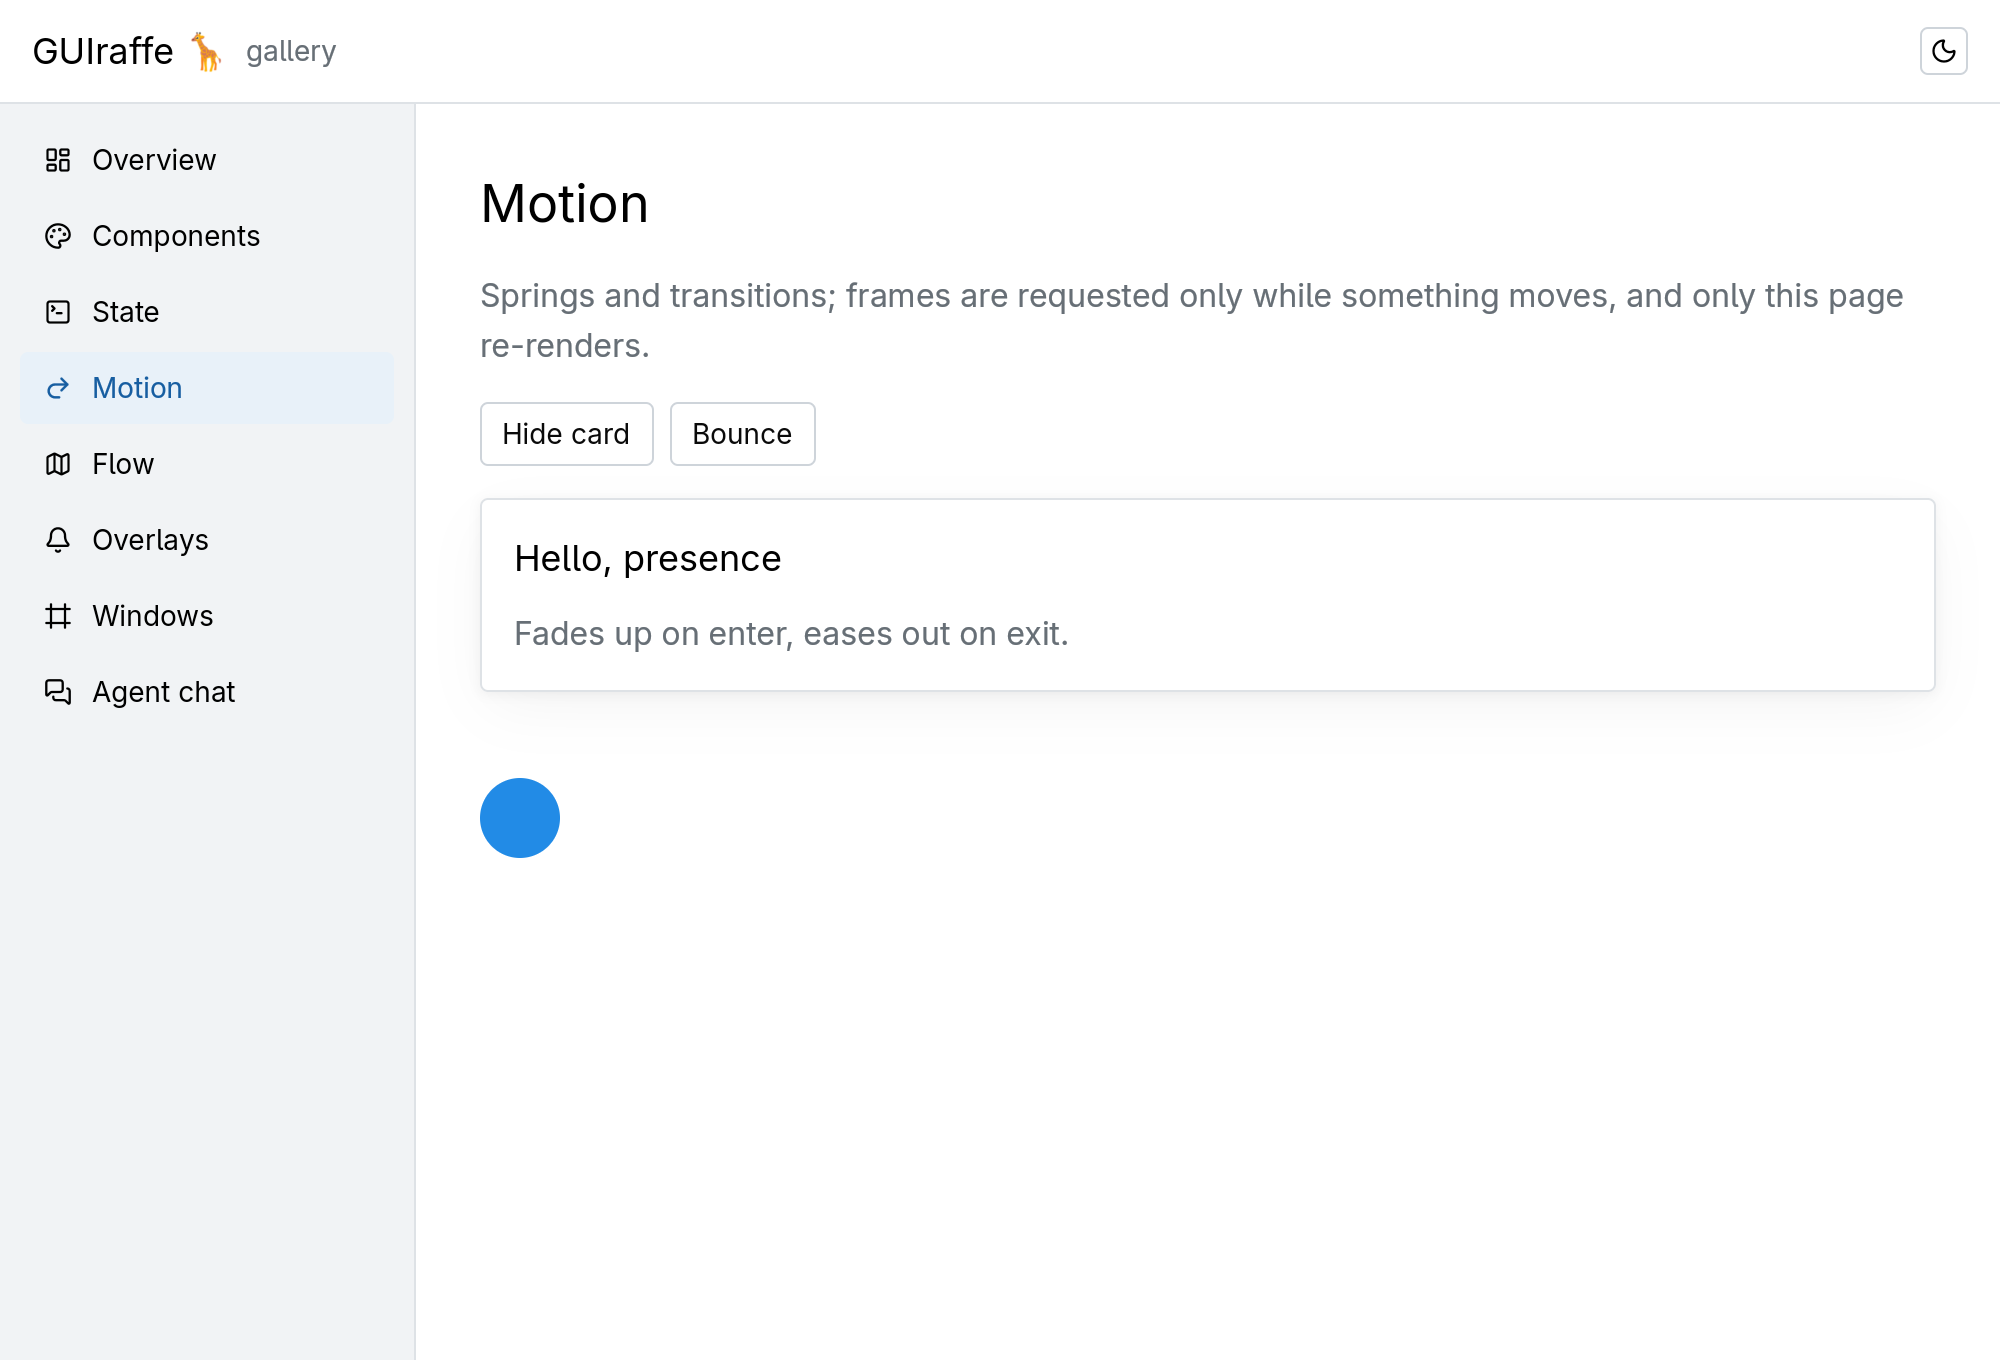 GUIraffe 🦒 gallery
Overview
Components
State
Motion
Flow
Overlays
Windows
Agent chat
Motion
Springs and transitions; frames are requested only while something moves, and only this page
re-renders.
Hide card
Bounce
Hello, presence
Fades up on enter, eases out on exit.